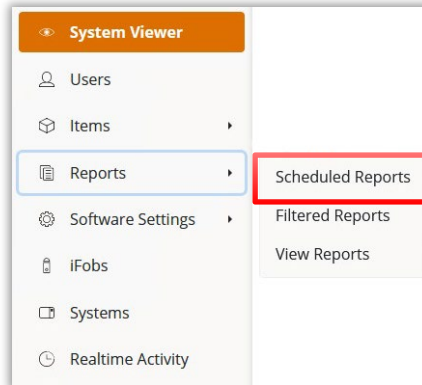 System Viewer
Users
Items
Reports
Software Settings
iFobs
Systems
Realtime Activity
Scheduled Reports
Filtered Reports
View Reports